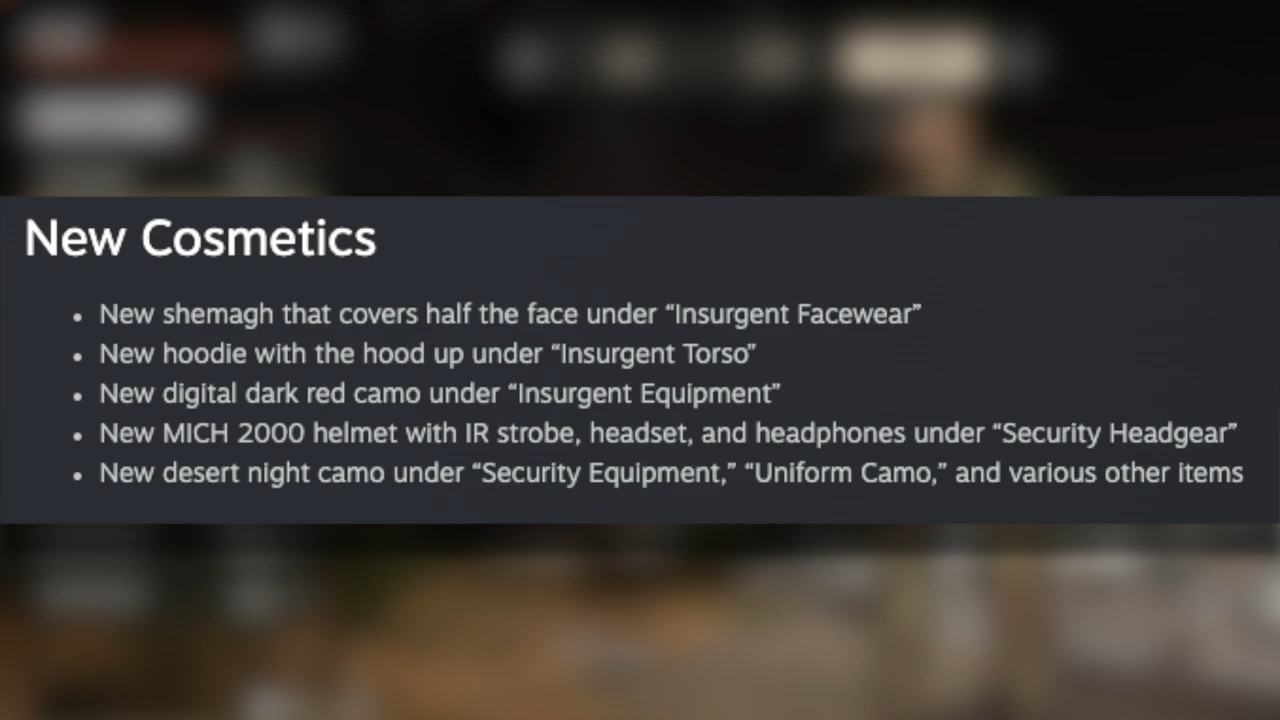 New Cosmetics
• New shemagh that covers half the face under “Insurgent Facewear”
• New hoodie with the hood up under “Insurgent Torso”
• New digital dark red camo under “Insurgent Equipment”
• New MICH 2000 helmet with IR strobe, headset, and headphones under “Security Headgear”
• New desert night camo under “Security Equipment,” “Uniform Camo,” and various other items